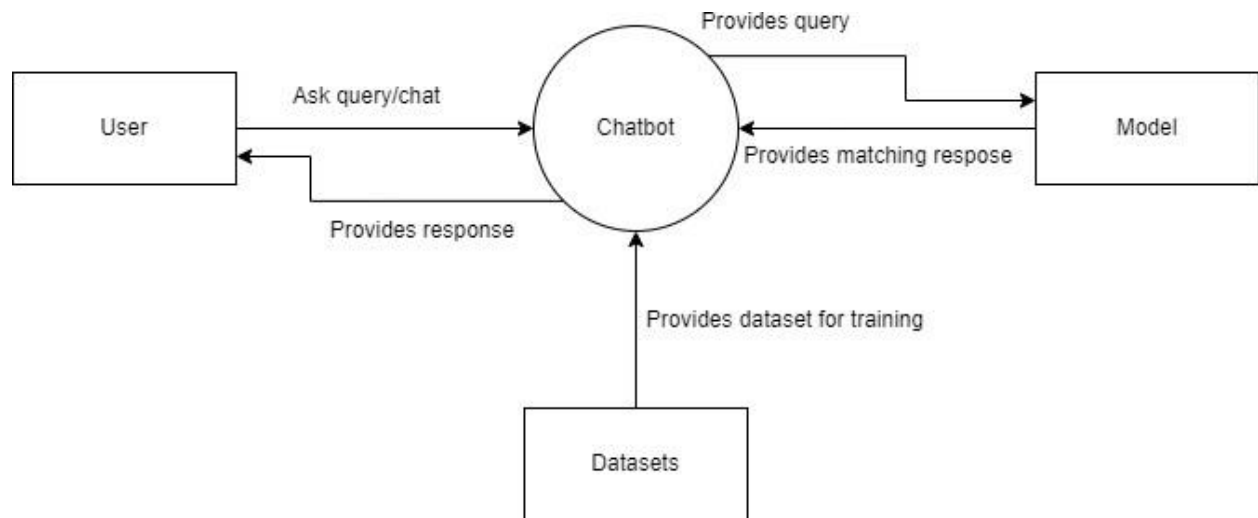 Provides query
Ask query/chat
User
Chatbot
Model
Provides matching respose
Provides response
Provides dataset for training
Datasets